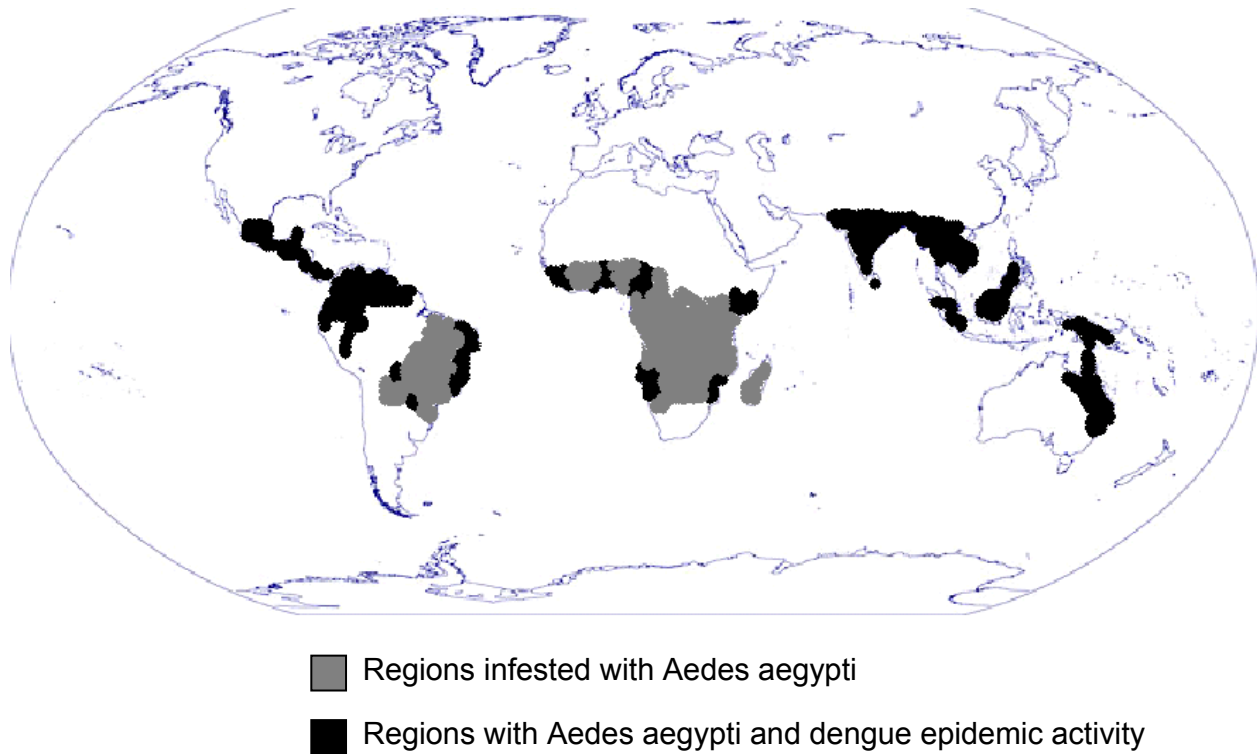 Regions infested with Aedes aegypti
Regions with Aedes aegypti and dengue epidemic activity